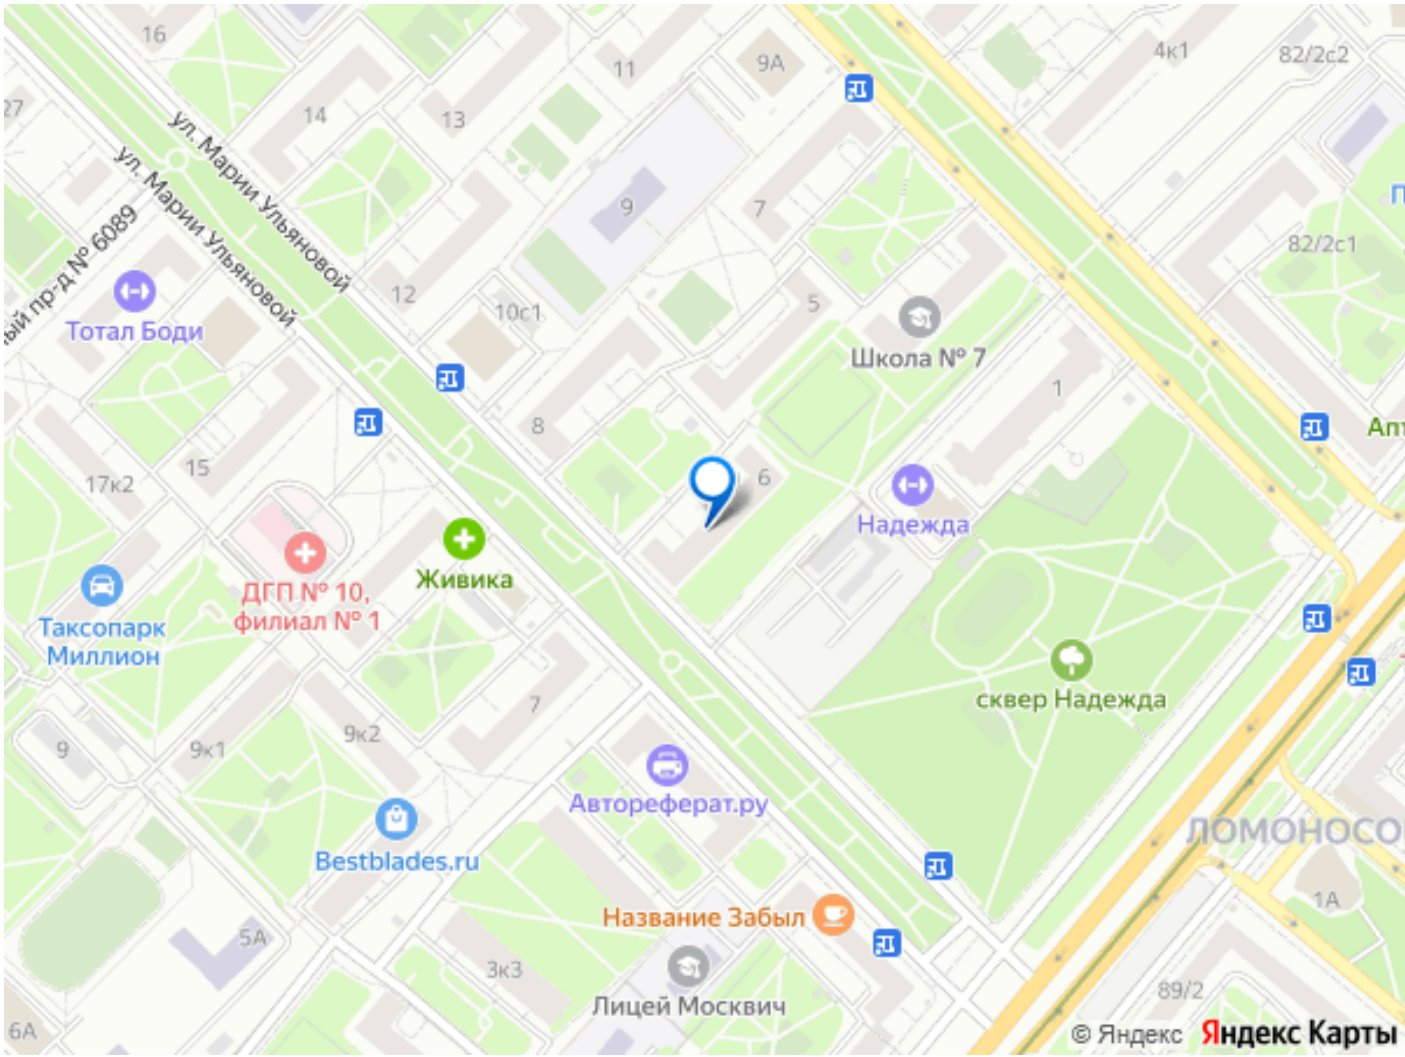 16
11
9А
4к1
82/2с2
27
14
13
ул. Марии Ульяновой
ул. Марии Ульяновой
9
7
ый пр-д № 6089
82/2с1
12
10с1
5
Тотал Боди
Школа № 7
1
8
Апт
17к2
15
6
Надежда
Живика
ДГП № 10,
филиал № 1
Таксопарк
Миллион
сквер Надежда
7
9
9к1
9к2
Автореферат.ру
ЛОМОНОСО
Bestblades.ru
1А
Название Забыл
5А
3к3
Лицей Москвич
89/2
6А
© Яндекс Яндекс Карты